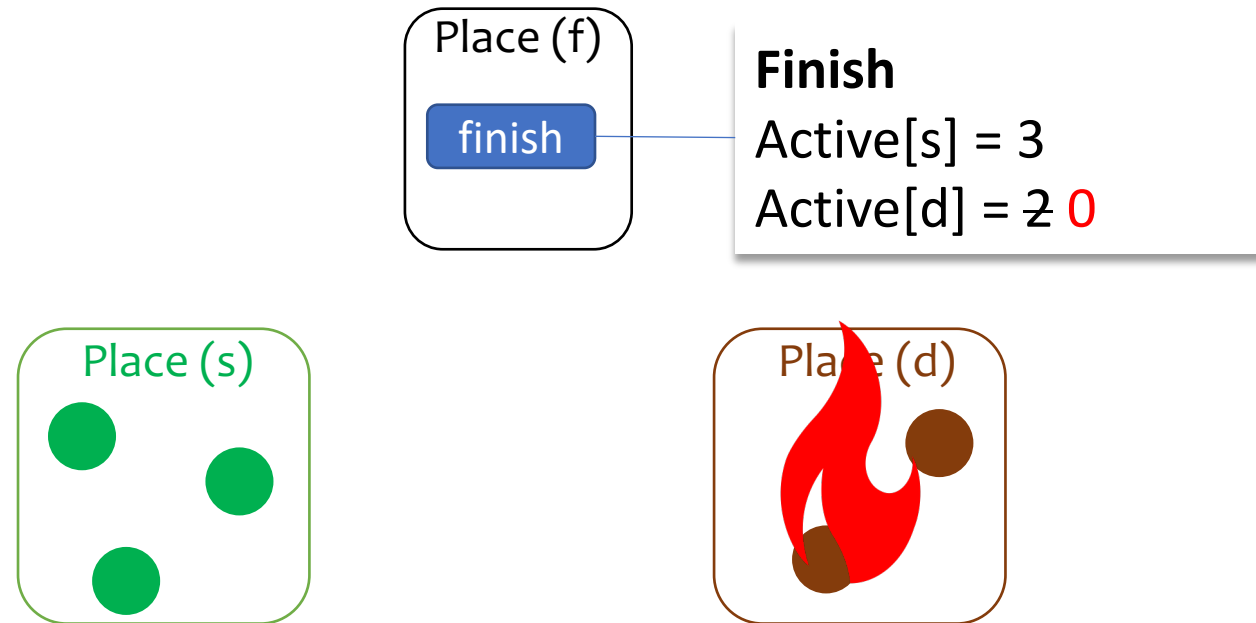 Place (f)
finish
Finish
Active[s] = 3
Active[d] = 2 0
Place (s)
Place (d)